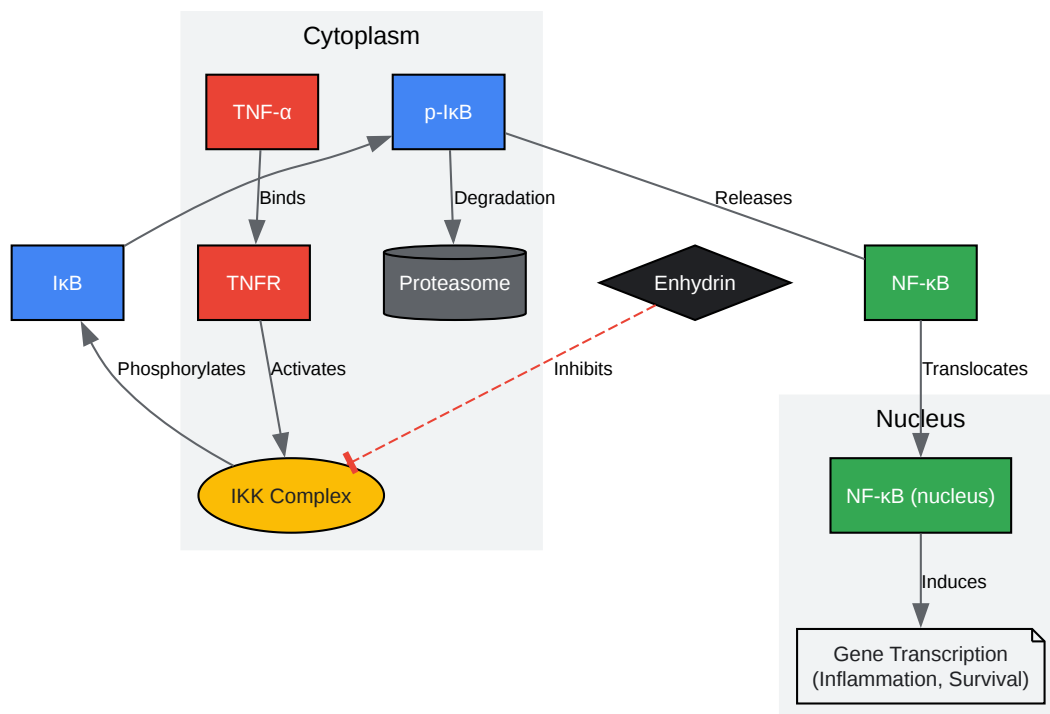 Cytoplasm
TNF-α
p-IκB
Binds
Degradation
Releases
IκB
TNFR
Proteasome
Enhydrin
NF-κB
Phosphorylates
Activates
Inhibits
Translocates
Nucleus
IKK Complex
NF-κB (nucleus)
Induces
Gene Transcription
(Inflammation, Survival)